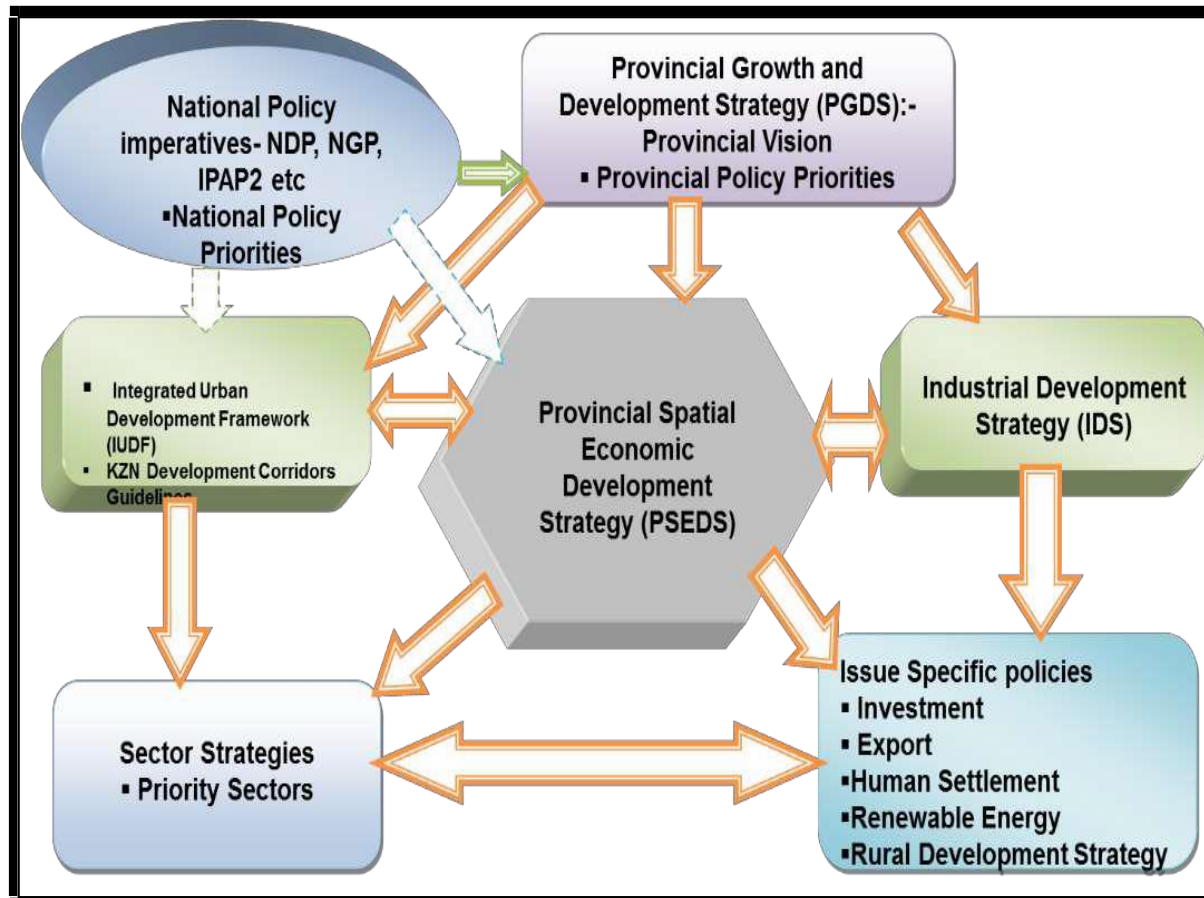 National Policy
imperatives- NDP, NGP,
IPAP2 etc
▪National Policy
Priorities
Provincial Growth and
Development Strategy (PGDS):-
Provincial Vision
▪ Provincial Policy Priorities
▪ Integrated Urban
Development Framework
(IUDF)
▪ KZN Development Corridors
Guidelines
Provincial Spatial
Economic
Development
Strategy (PSEDS)
Industrial Development
Strategy (IDS)
Sector Strategies
▪ Priority Sectors
Issue Specific policies
▪ Investment
▪ Export
▪Human Settlement
▪Renewable Energy
▪Rural Development Strategy